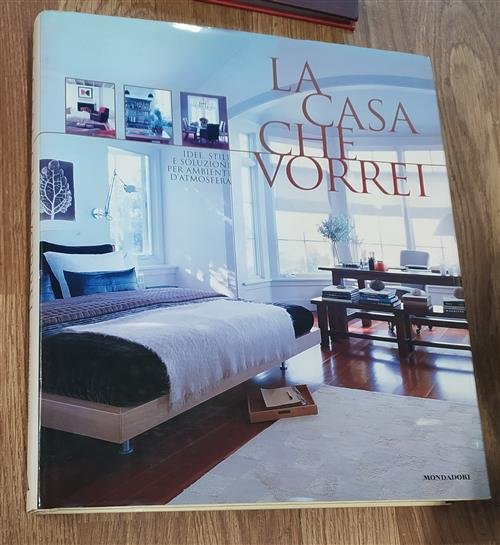 LA
CASA
CHE
VORREI
IDEE, STILI
E SOLUZIONI
PER AMBIENTI
D'ATMOSFERA
MONDADORI